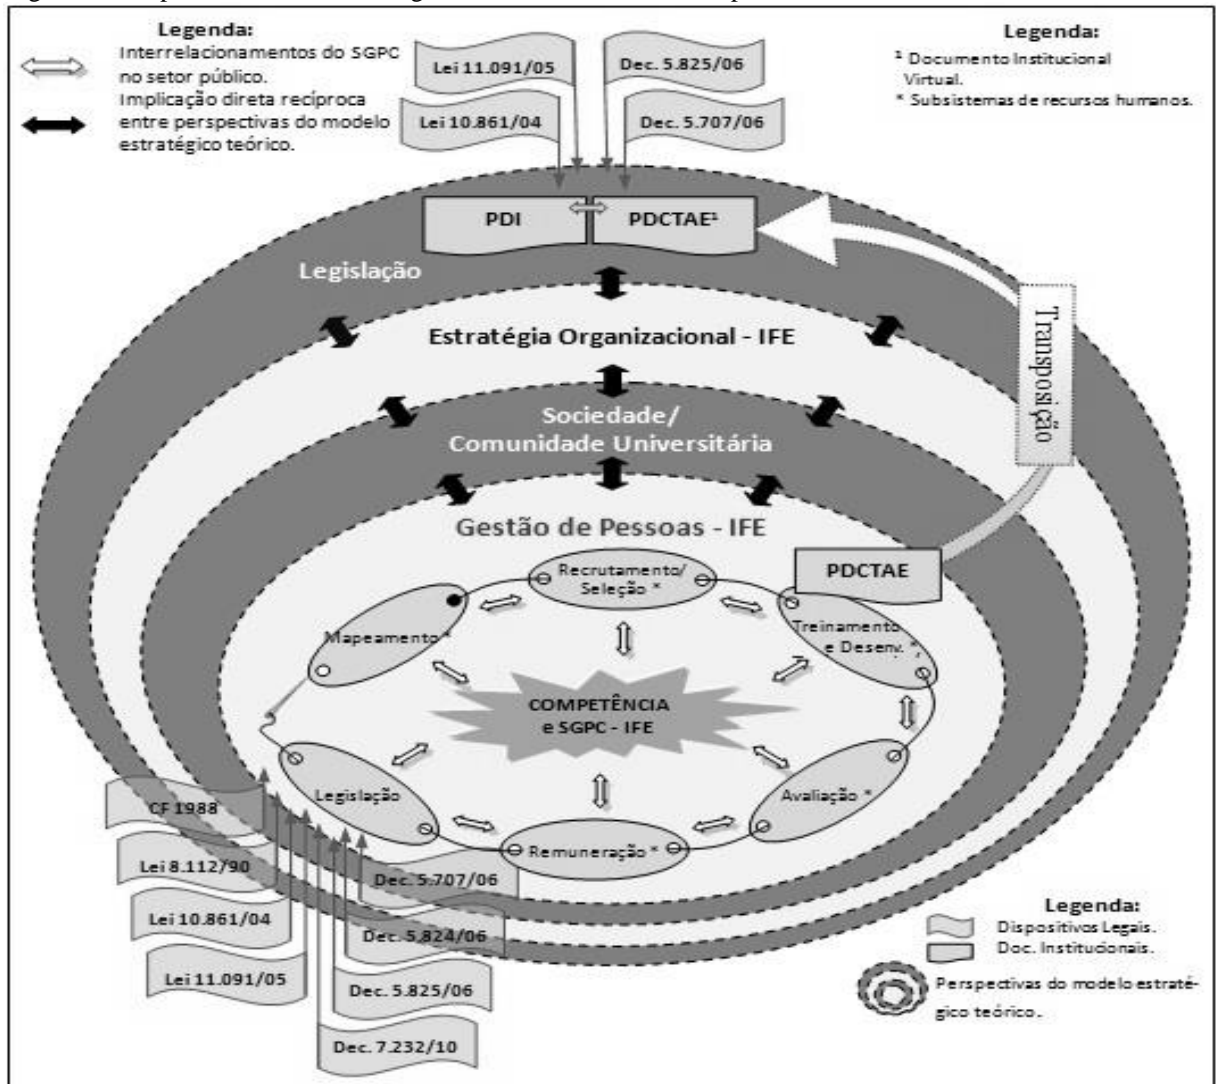 Legenda:
Interrelacionamentos do SGPC
no setor público.
Implicação direta recíproca
entre perspectivas do modelo
estratégico teórico.
Lei 11.091/05
Dec. 5.825/06
Lei 10.861/04
Dec. 5.707/06
Legenda:
¹ Documento Institucional
Virtual.
* Subsistemas de recursos humanos.
PDI
PDCTAE¹
Legislação
Transposição
Estratégia Organizacional - IFE
Sociedade/
Comunidade Universitária
Gestão de Pessoas - IFE
PDCTAE
Recrutamento/
Seleção *
Mapeamento *
Treinamento
e Desenv. *
COMPETÊNCIA
e SGPC - IFE
Legislação
Avaliação *
Remuneração *
CF 1988
Lei 8.112/90
Lei 10.861/04
Lei 11.091/05
Dec. 5.707/06
Dec. 5.824/06
Dec. 5.825/06
Dec. 7.232/10
Legenda:
Dispositivos Legais.
Doc. Institucionais.
Perspectivas do modelo estraté-
gico teórico.